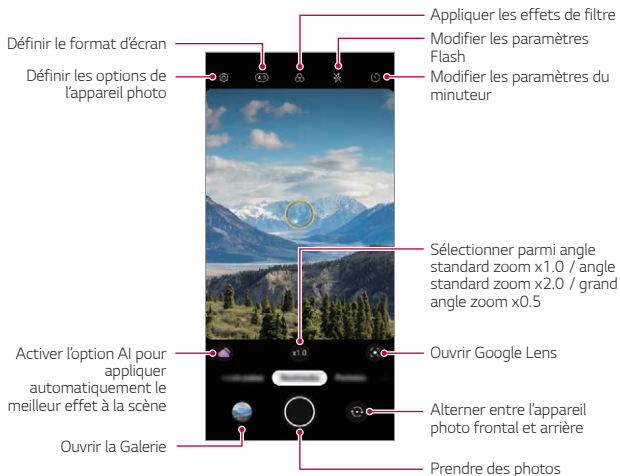 Appliquer les effets de filtre
Définir le format d'écran
Modifier les paramètres
Flash
Définir les options de
l'appareil photo
Modifier les paramètres du
minuteur
4:3
Sélectionner parmi angle
standard zoom x1.0 / angle
standard zoom x2.0 / grand
angle zoom x0.5
x1.0
Activer l'option AI pour
appliquer
automatiquement le
meilleur effet à la scène
Ouvrir Google Lens
Alterner entre l'appareil
photo frontal et arrière
Ouvrir la Galerie
Prendre des photos